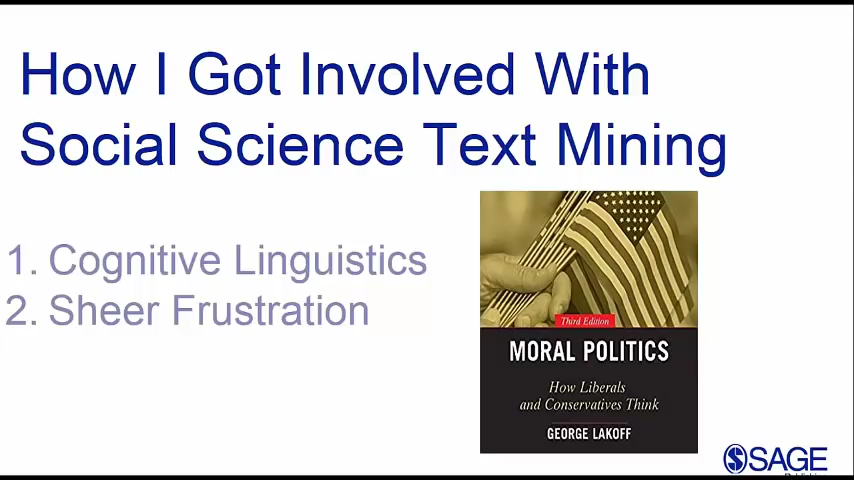 How I Got Involved With
Social Science Text Mining
1. Cognitive Linguistics
2. Sheer Frustration
Third Edition
MORAL POLITICS
How Liberals
and Conservatives Think
GEORGE LAKOFF
SAGE